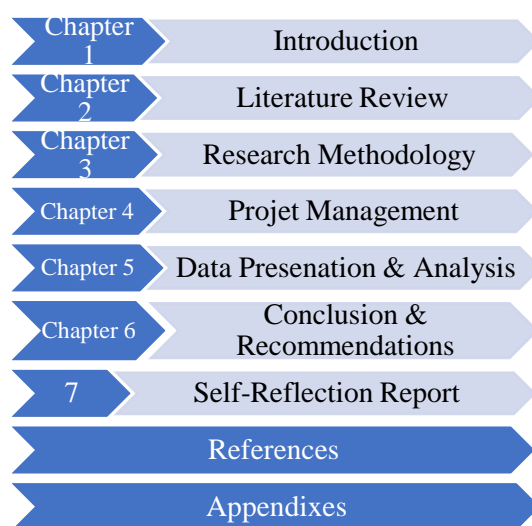 Chapter
1
Introduction
Chapter
2
Literature Review
Chapter
3
Research Methodology
Chapter 4
Projet Management
Chapter 5
Data Presenation & Analysis
Chapter 6
Conclusion &
Recommendations
7
Self-Reflection Report
References
Appendixes